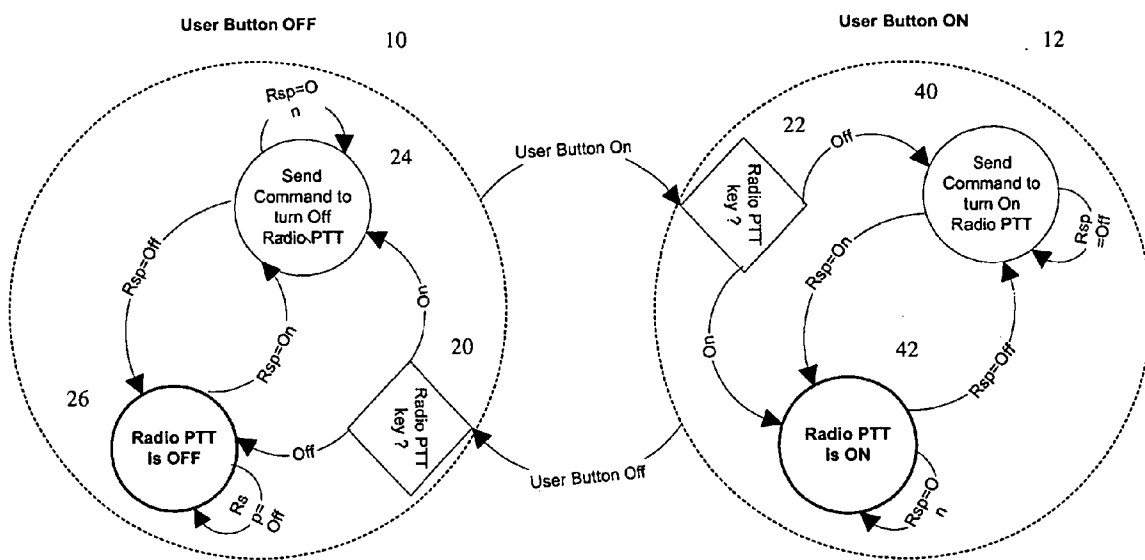 User Button OFF
10
Rsp=O
n
24
Send
Command to
turn Off
Radio PTT
Rsp=Off
Rsp=On
On
20
26
Radio PTT
key ?
Radio PTT
is OFF
Off
Rs
p=
Off
User Button On
User Button Off
User Button ON
12
40
22
Off
Radio PTT
key ?
Send
Command to
turn On
Radio PTT
Rsp
=Off
Rsp=On
On
42
Rsp=Off
Radio PTT
is ON
Rsp=O
n